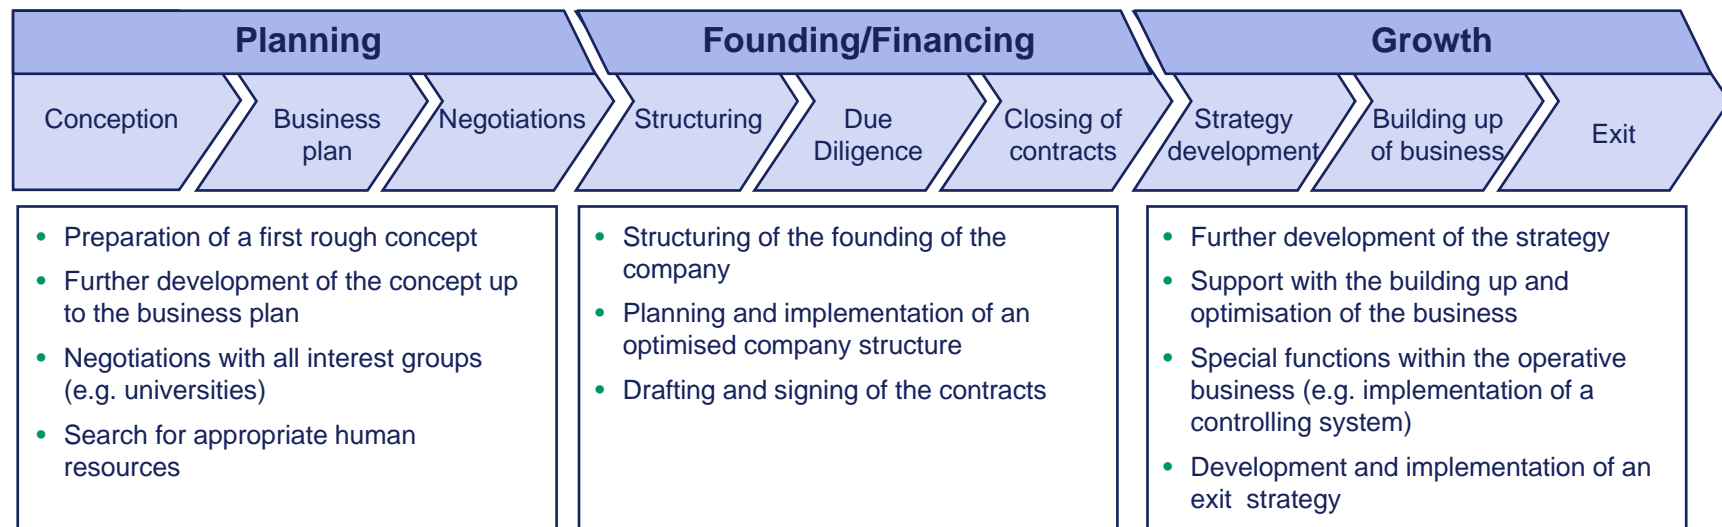 Planning
Founding/Financing
Growth
Conception
Business
plan
Negotiations
Structuring
Due
Diligence
Closing of
contracts
Strategy
development
Building up
of business
Exit
• Preparation of a first rough concept
• Further development of the concept up
to the business plan
• Negotiations with all interest groups
(e.g. universities)
• Search for appropriate human
resources
• Structuring of the founding of the
company
• Planning and implementation of an
optimised company structure
• Drafting and signing of the contracts
• Further development of the strategy
• Support with the building up and
optimisation of the business
• Special functions within the operative
business (e.g. implementation of a
controlling system)
• Development and implementation of an
exit strategy